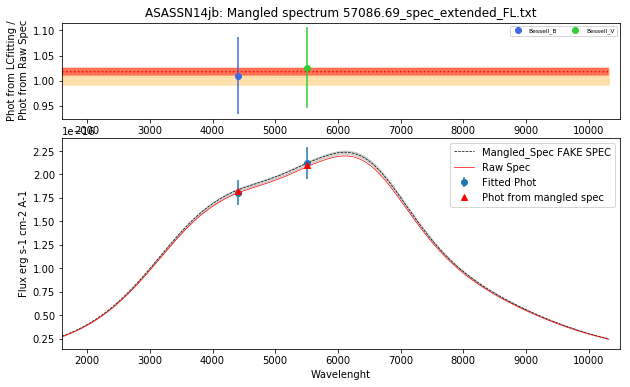 ASASSN14jb: Mangled spectrum 57086.69_spec_extended_FL.txt
Phot from LCfitting /
Phot from Raw Spec
1.10
1.05
1.00
0.95
Bessell_B
Bessell_V
2000 3000 4000 5000 6000 7000 8000 9000 10000
1e−16
Flux erg s-1 cm-2 A-1
2.25
2.00
1.75
1.50
1.25
1.00
0.75
0.50
0.25
Mangled_Spec FAKE SPEC
Raw Spec
Fitted Phot
Phot from mangled spec
2000 3000 4000 5000 6000 7000 8000 9000 10000
Wavelenght